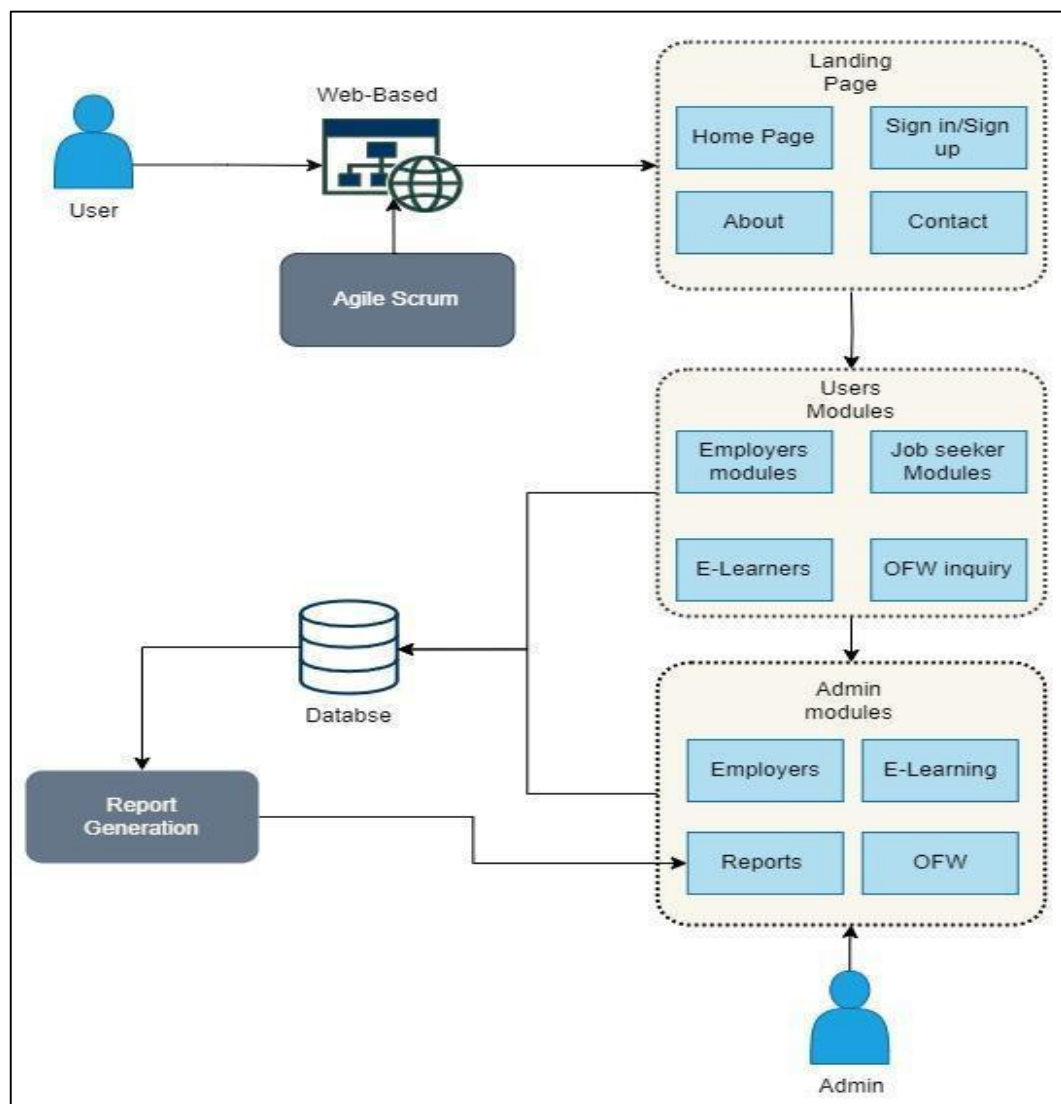 Landing
Page
Web-Based
Home Page
Sign in/Sign
up
User
About
Contact
Agile Scrum
Users
Modules
Employers
modules
Job seeker
Modules
E-Learners
OFW inquiry
Databse
Admin
modules
Employers
E-Learning
Report
Generation
Reports
OFW
Admin